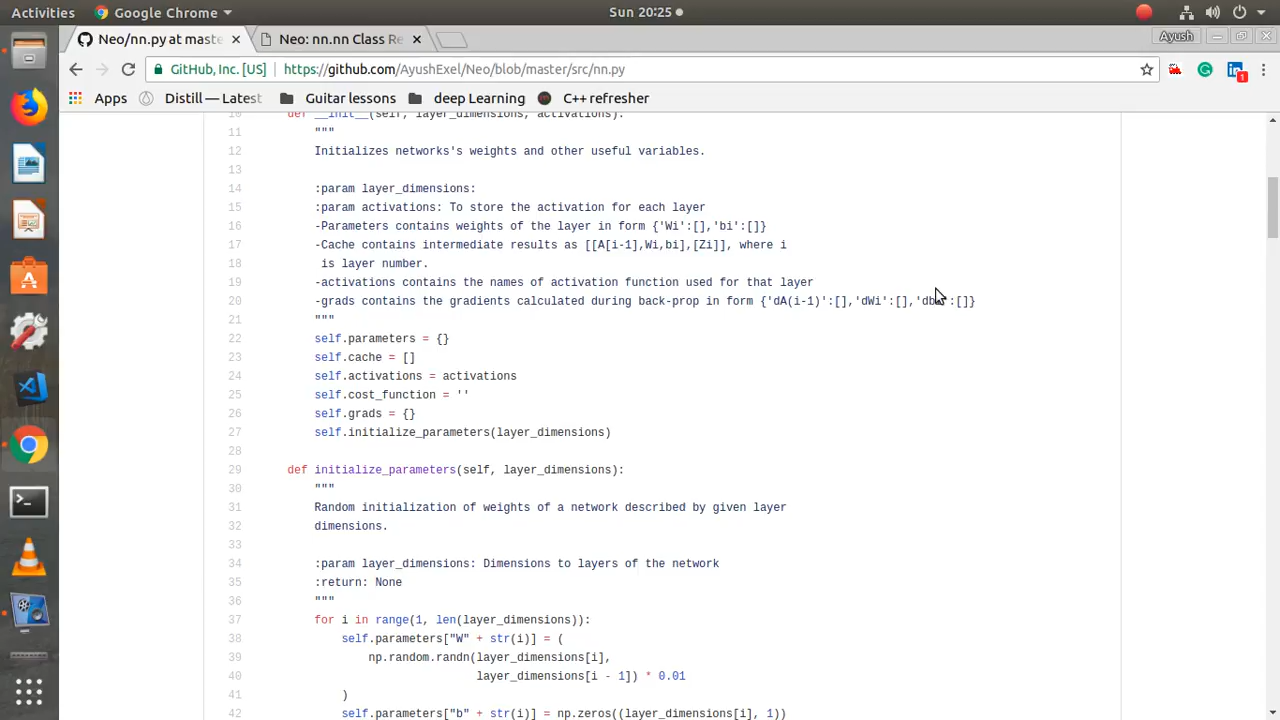 Activities Google Chrome Sun 20:25
Neo/nn.py at maste Neo: nn.nn Class Re Ayush
GitHub, Inc. [US] https://github.com/AyushExel/Neo/blob/master/src/nn.py 1
Apps Distill — Latest Guitar lessons deep Learning C++ refresher
10 def __init__(self, layer_dimensions, activations):
11 """
12 Initializes networks's weights and other useful variables.
13
14 :param layer_dimensions:
15 :param activations: To store the activation for each layer
16 -Parameters contains weights of the layer in form {'Wi':[],'bi':[]}
17 -Cache contains intermediate results as [[A[i-1],Wi,bi],[Zi]], where i
18 is layer number.
19 -activations contains the names of activation function used for that layer
20 -grads contains the gradients calculated during back-prop in form {'dA(i-1)':[],'dWi':[],'db :[]}
21 """
22 self.parameters = {}
23 self.cache = []
24 self.activations = activations
25 self.cost_function = ''
26 self.grads = {}
27 self.initialize_parameters(layer_dimensions)
28
29 def initialize_parameters(self, layer_dimensions):
30 """
31 Random initialization of weights of a network described by given layer
32 dimensions.
33
34 :param layer_dimensions: Dimensions to layers of the network
35 :return: None
36 """
37 for i in range(1, len(layer_dimensions)):
38 self.parameters["W" + str(i)] = (
39 np.random.randn(layer_dimensions[i],
40 layer_dimensions[i - 1]) * 0.01
41 )
42 self.parameters["b" + str(i)] = np.zeros((layer_dimensions[i], 1))